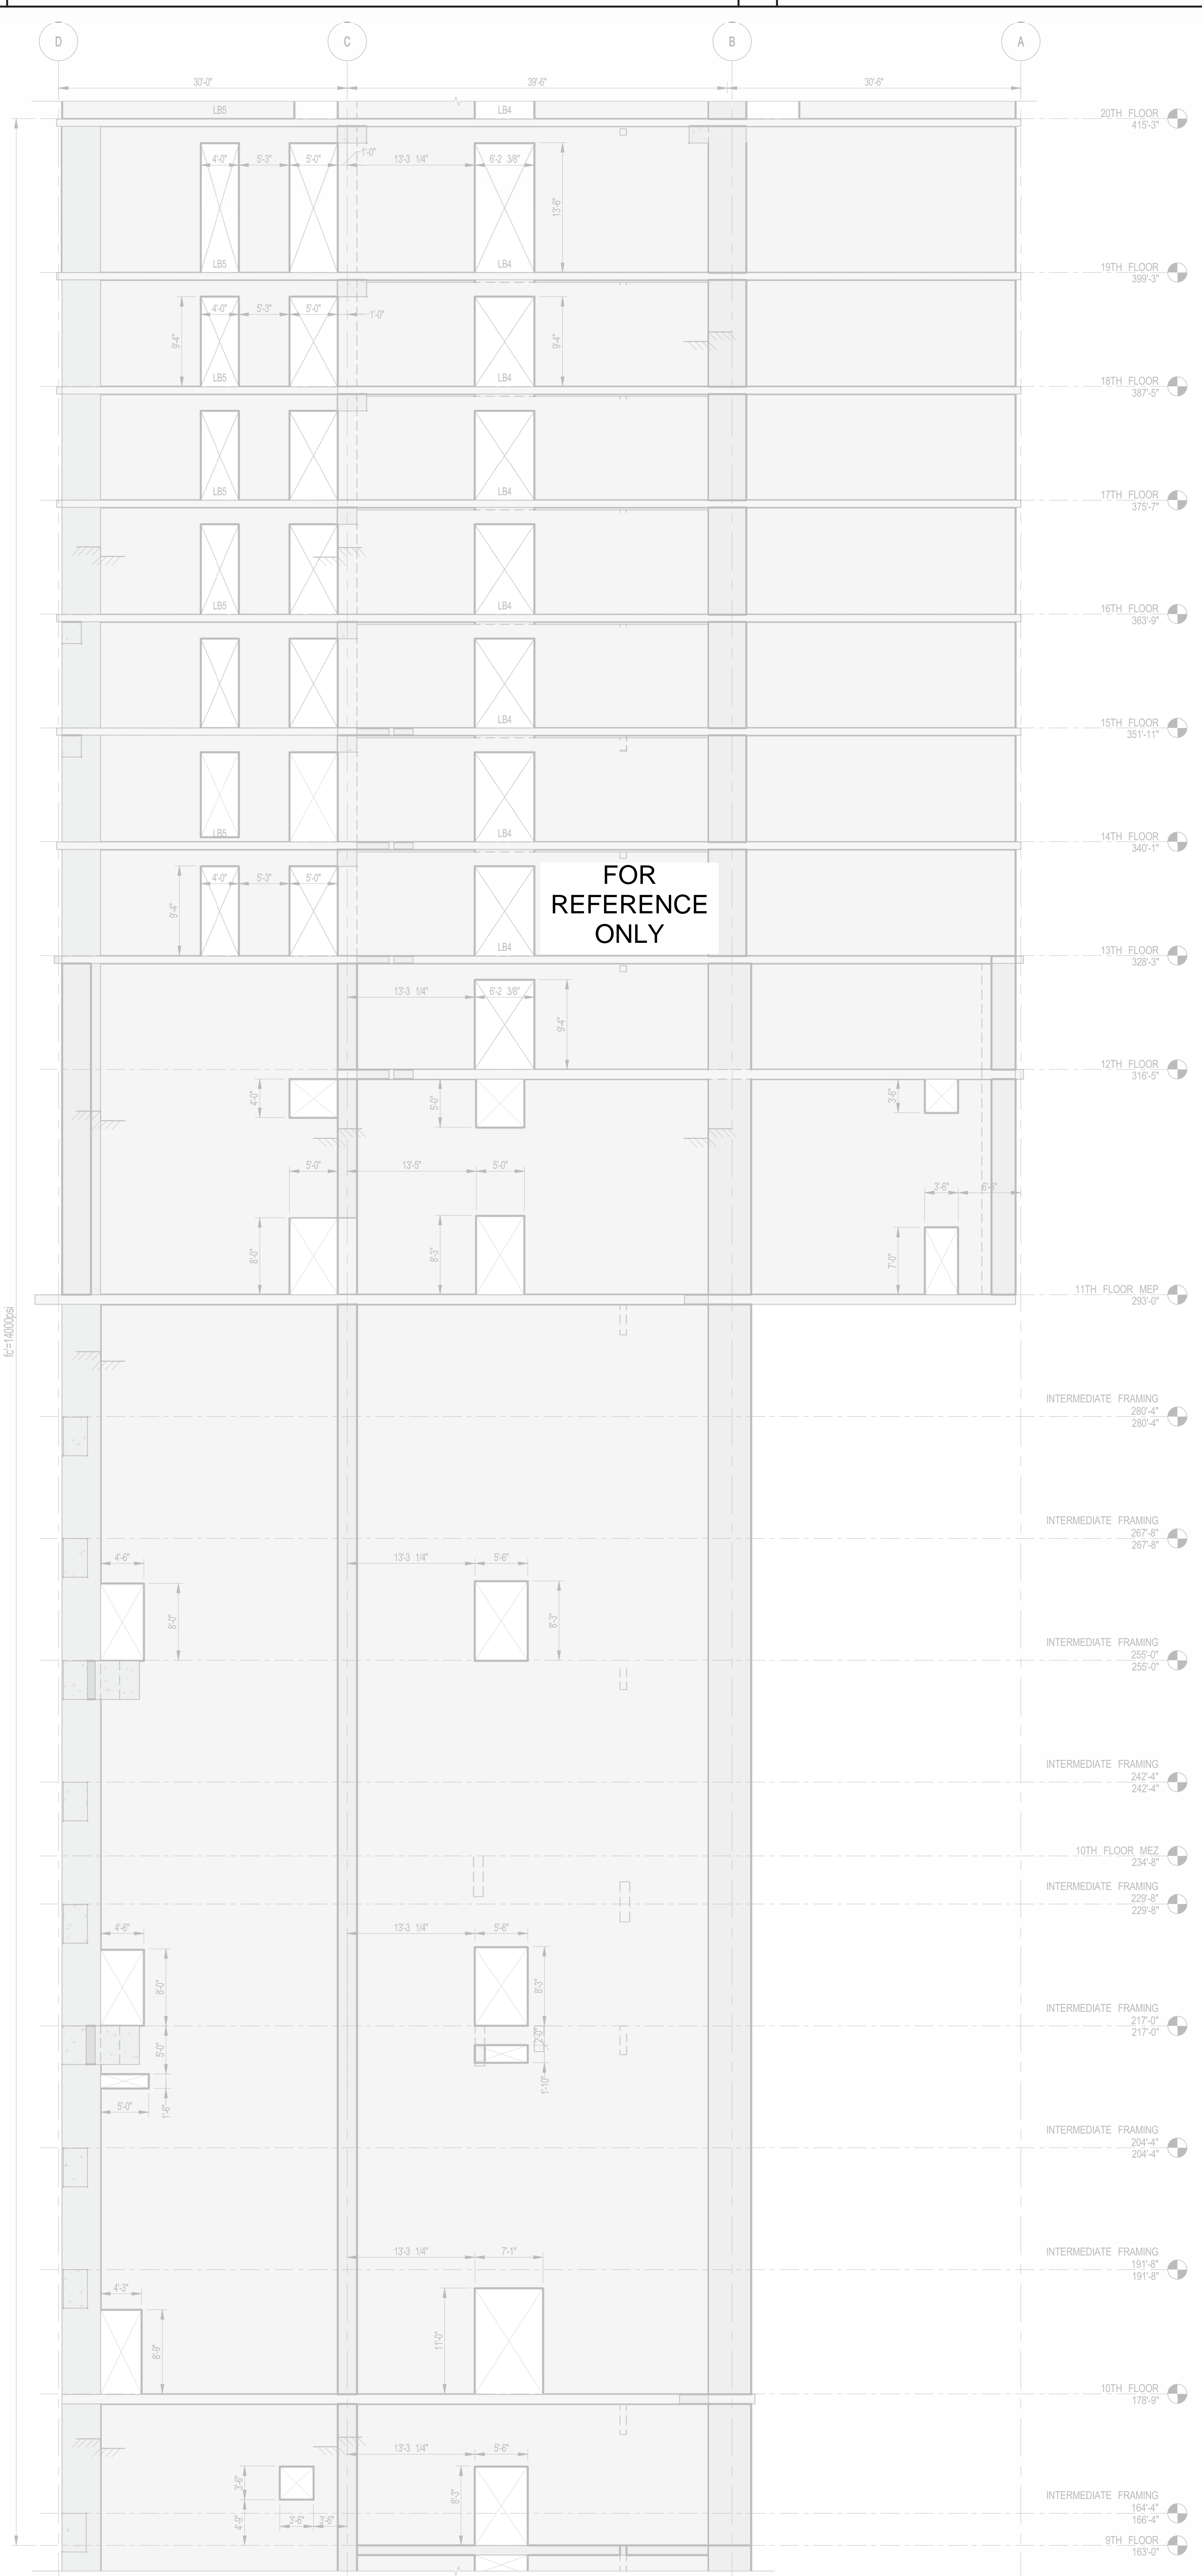 D
C
B
A
30'-0"
39'-6"
30'-6"
LB5
LB4
20TH FLOOR
415'-3"
4'-0"
5'-3"
5'-0"
1'-0"
13'-3 1/4"
6'-2 3/8"
13'-6"
LB5
LB4
19TH FLOOR
399'-3"
4'-0"
5'-3"
5'-0"
1'-0"
9'-4"
9'-4"
LB5
LB4
18TH FLOOR
387'-5"
LB5
LB4
17TH FLOOR
375'-7"
LB5
LB4
16TH FLOOR
363'-9"
LB4
15TH FLOOR
351'-11"
LB5
LB4
14TH FLOOR
340'-1"
FOR
REFERENCE
ONLY
4'-0"
5'-3"
5'-0"
9'-4"
LB4
13TH FLOOR
328'-3"
13'-3 1/4"
6'-2 3/8"
9'-4"
12TH FLOOR
316'-5"
4'-0"
5'-0"
3'-6"
5'-0"
13'-5"
5'-0"
3'-6"
8'-0"
8'-3"
7'-0"
11TH FLOOR MEP
293'-0"
fc'=14000psi
INTERMEDIATE FRAMING
280'-4"
280'-4"
INTERMEDIATE FRAMING
267'-8"
267'-8"
4'-6"
13'-3 1/4"
5'-6"
8'-0"
8'-3"
INTERMEDIATE FRAMING
255'-0"
255'-0"
INTERMEDIATE FRAMING
242'-4"
242'-4"
10TH FLOOR MEZ
234'-8"
INTERMEDIATE FRAMING
229'-8"
229'-8"
4'-6"
13'-3 1/4"
5'-6"
8'-0"
8'-3"
INTERMEDIATE FRAMING
217'-0"
217'-0"
5'-0"
2'-0"
1'-10"
5'-0"
1'-6"
INTERMEDIATE FRAMING
204'-4"
204'-4"
13'-3 1/4"
7'-1"
INTERMEDIATE FRAMING
191'-8"
191'-8"
4'-3"
8'-9"
11'-0"
10TH FLOOR
178'-9"
13'-3 1/4"
5'-6"
3'-6"
8'-3"
4'-9"
3'-6"
3'-6"
INTERMEDIATE FRAMING
164'-4"
166'-4"
9TH FLOOR
163'-0"